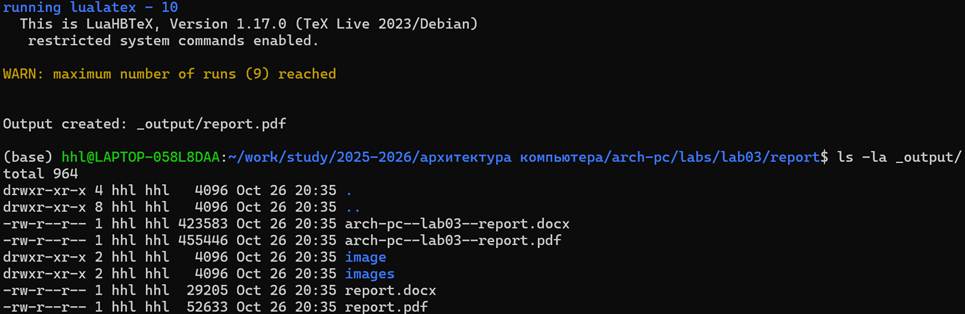 running lualatex - 10
This is LuaHBTeX, Version 1.17.0 (TeX Live 2023/Debian)
restricted system commands enabled.
WARN: maximum number of runs (9) reached
Output created: _output/report.pdf
(base) hhl@LAPTOP-058L8DAA:~/work/study/2025-2026/архитектура компьютера/arch-pc/labs/lab03/report$ ls -la _output/
total 964
drwxr-xr-x 4 hhl hhl   4096 Oct 26 20:35 .
drwxr-xr-x 8 hhl hhl   4096 Oct 26 20:35 ..
-rw-r--r-- 1 hhl hhl 423583 Oct 26 20:35 arch-pc--lab03--report.docx
-rw-r--r-- 1 hhl hhl 455446 Oct 26 20:35 arch-pc--lab03--report.pdf
drwxr-xr-x 2 hhl hhl   4096 Oct 26 20:35 image
drwxr-xr-x 2 hhl hhl   4096 Oct 26 20:35 images
-rw-r--r-- 1 hhl hhl  29205 Oct 26 20:35 report.docx
-rw-r--r-- 1 hhl hhl  52633 Oct 26 20:35 report.pdf